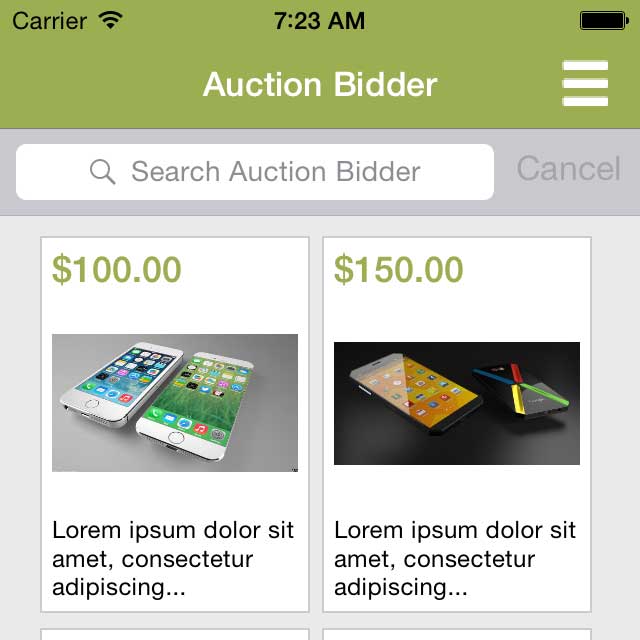 Carrier 7:23 AM
Auction Bidder
Search Auction Bidder Cancel
$100.00
Lorem ipsum dolor sit
amet, consectetur
adipiscing...
$150.00
Google
Lorem ipsum dolor sit
amet, consectetur
adipiscing...